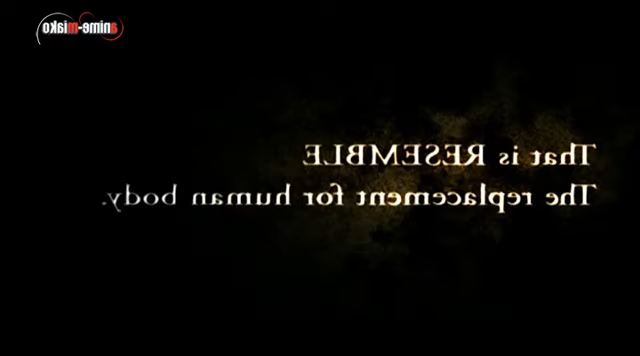 anime-miako
That is RESEMBLE
The replacement for human body.